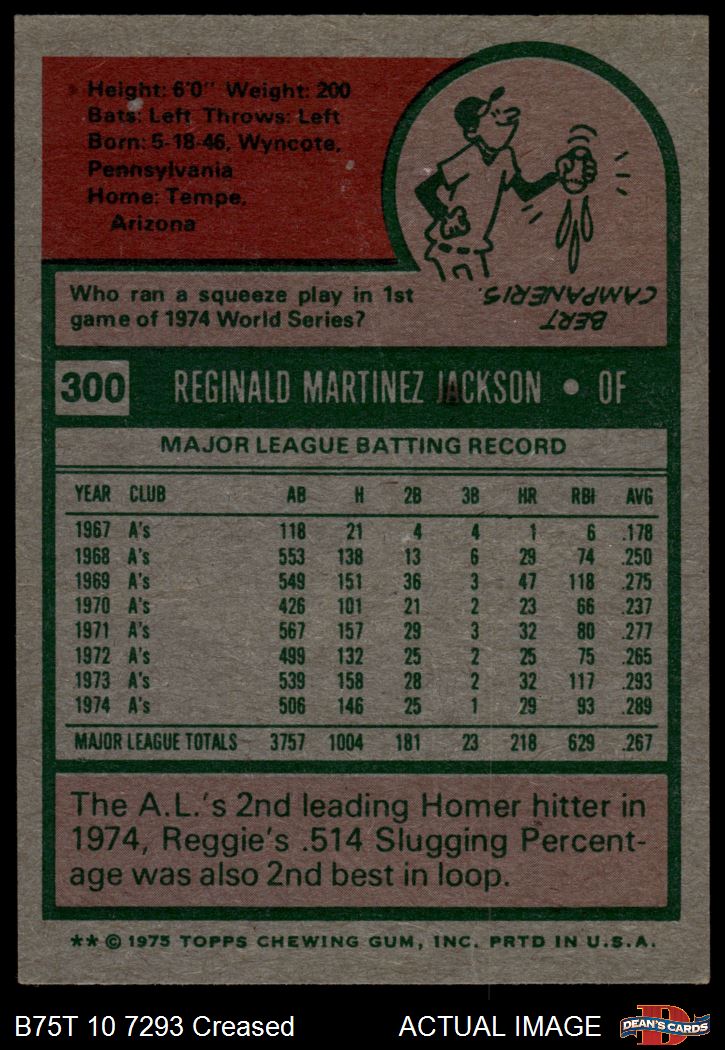 Height: 6'0" Weight: 200
Bats: Left Throws: Left
Born: 5-18-46, Wyncote,
Pennsylvania
Home: Tempe,
Arizona
Who ran a squeeze play in 1st
game of 1974 World Series?
BERT
CAMPANERIS.
300 REGINALD MARTINEZ JACKSON • OF
MAJOR LEAGUE BATTING RECORD
YEAR CLUB AB H 2B 3B HR RBI AVG
1967 A's 118 21 4 4 1 6 .178
1968 A's 553 138 13 6 29 74 .250
1969 A's 549 151 36 3 47 118 .275
1970 A's 426 101 21 2 23 66 .237
1971 A's 567 157 29 3 32 80 .277
1972 A's 499 132 25 2 25 75 .265
1973 A's 539 158 28 2 32 117 .293
1974 A's 506 146 25 1 29 93 .289
MAJOR LEAGUE TOTALS 3757 1004 181 23 218 629 .267
The A.L.'s 2nd leading Homer hitter in
1974, Reggie's .514 Slugging Percent-
age was also 2nd best in loop.
** © 1975 TOPPS CHEWING GUM, INC. PRTD IN U.S.A.
B75T 10 7293 Creased ACTUAL IMAGE
D
DEAN'S CARDS